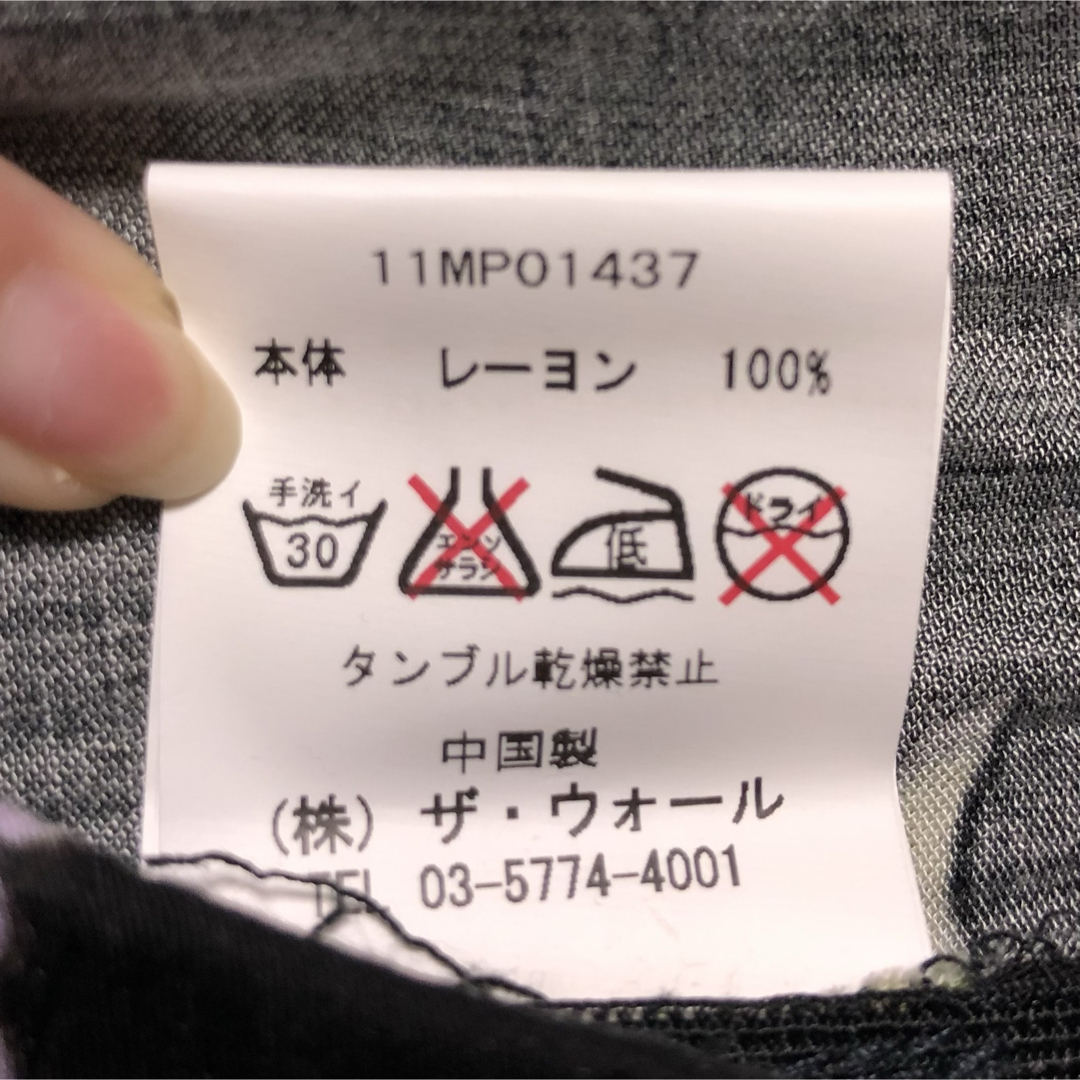 11MP01437
本体 レーヨン 100%
手洗イ
30
エンソ
サラシ
低
ドライ
タンブル乾燥禁止
中国製
(株) ザ・ウォール
TEL 03-5774-4001